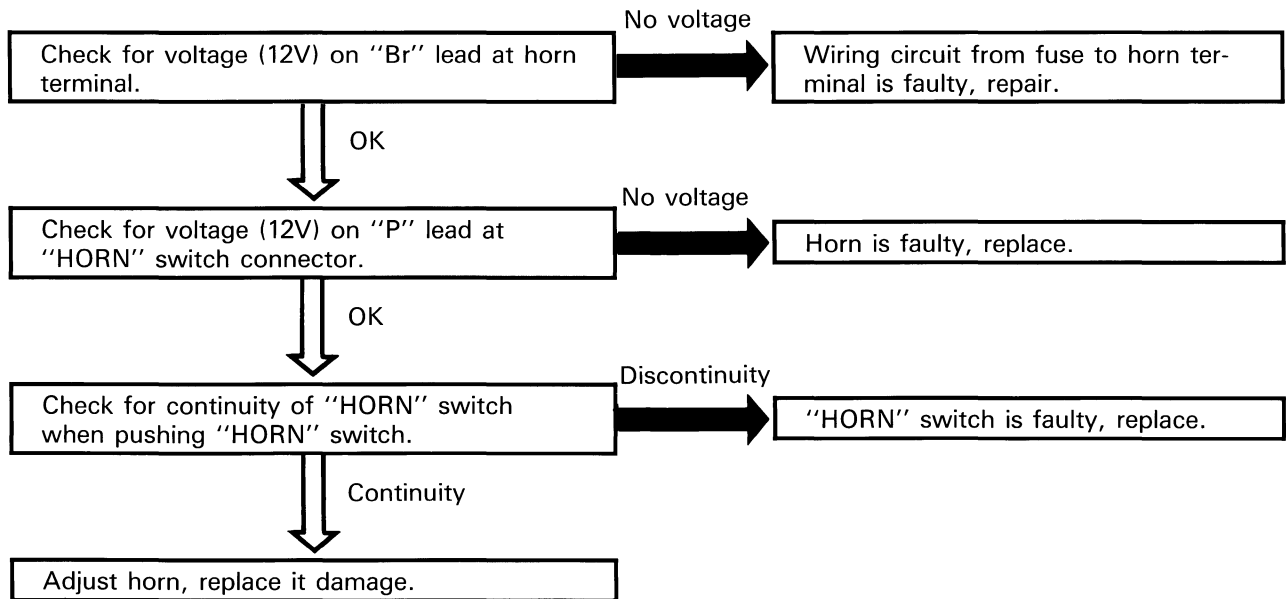 No voltage
Check for voltage (12V) on ‘‘Br’’ lead at horn
terminal.
Wiring circuit from fuse to horn ter-
minal is faulty, repair.
OK
No voltage
Check for voltage (12V) on ‘‘P’’ lead at
‘‘HORN’’ switch connector.
Horn is faulty, replace.
OK
Discontinuity
Check for continuity of ‘‘HORN’’ switch
when pushing ‘‘HORN’’ switch.
‘‘HORN’’ switch is faulty, replace.
Continuity
Adjust horn, replace it damage.